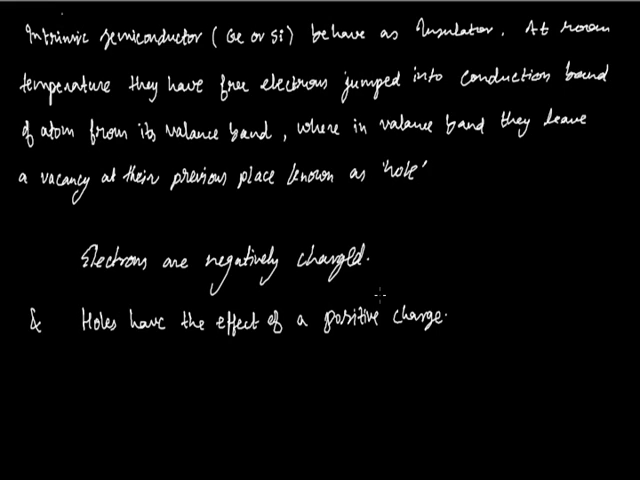 Intrinsic semiconductor (Ge or Si) behave as Insulator. At room
temperature they have free electrons jumped into conduction band
of atom from its valance band, where in valance band they leave
a vacancy at their previous place known as "hole"
Electrons are negatively charged.
& Holes have the effect of a positive charge.